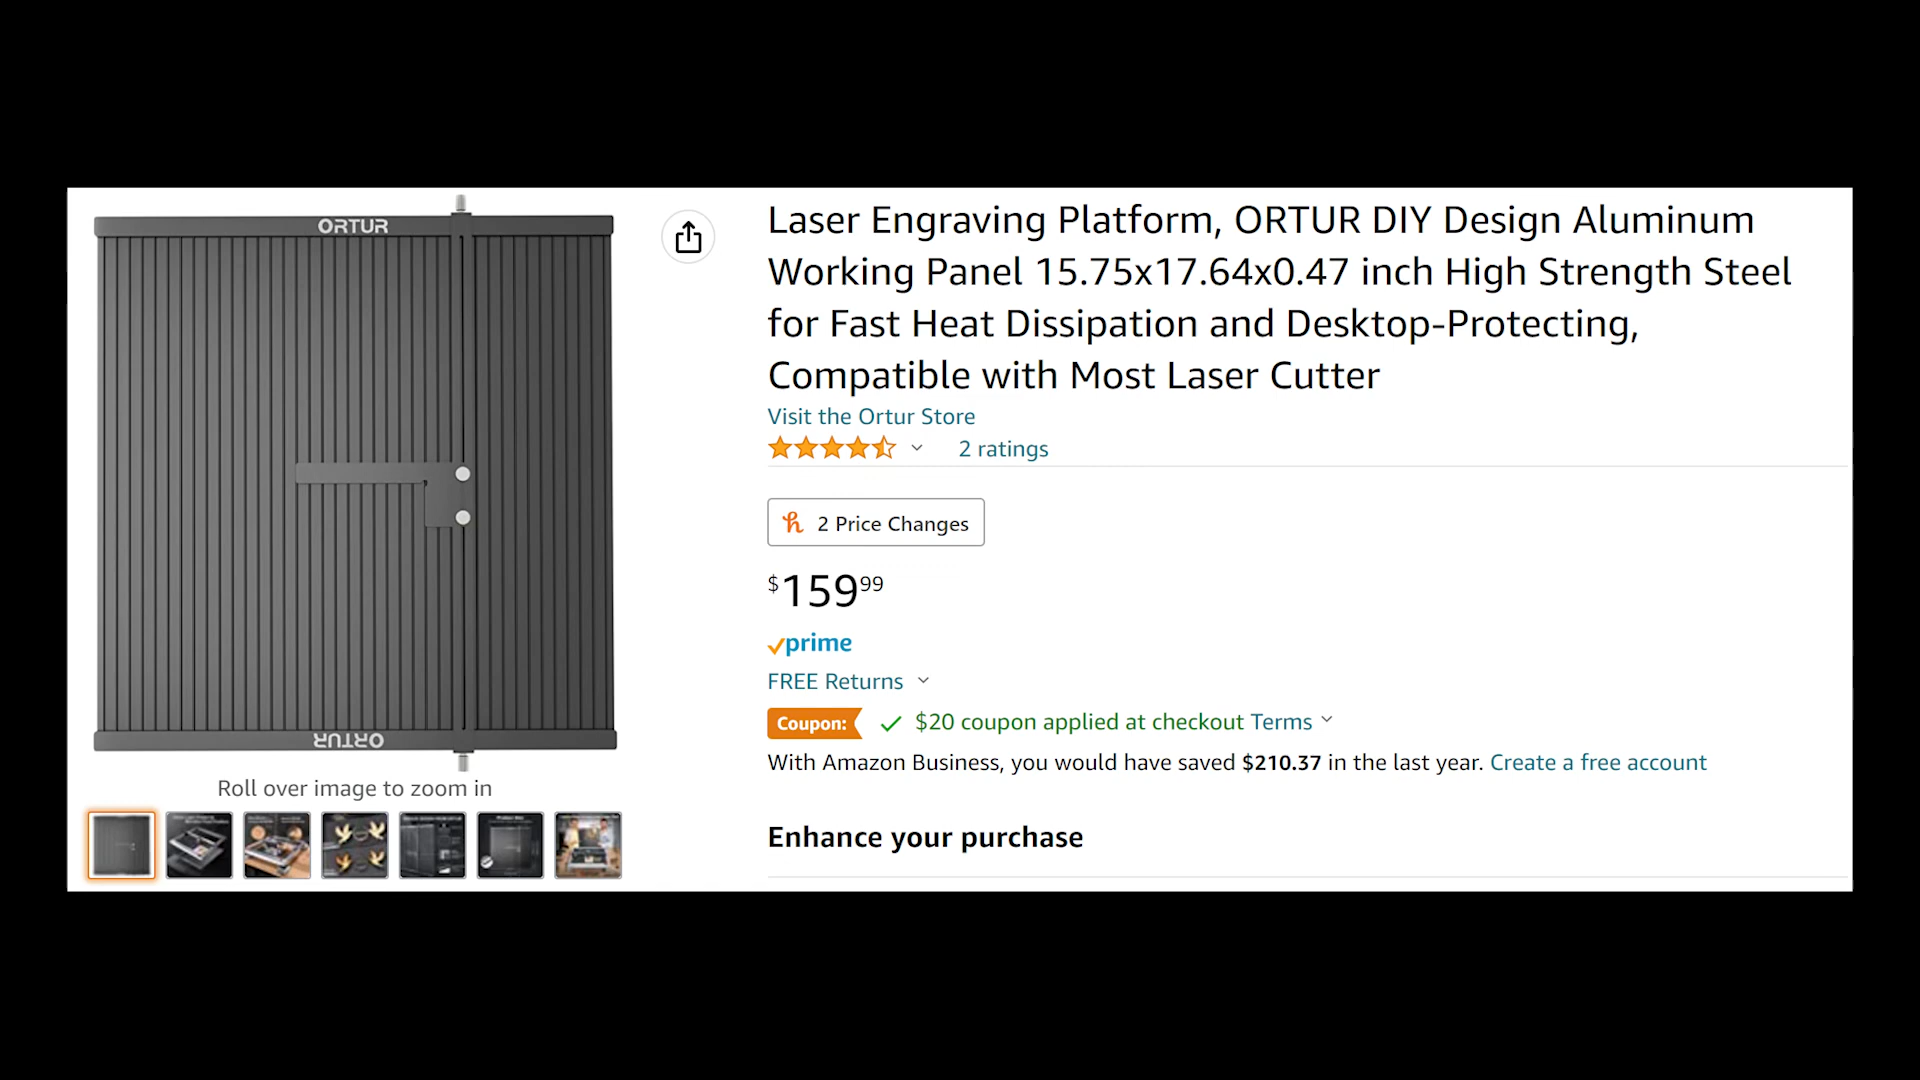 ORTUR
ORTUR
Roll over image to zoom in
Laser Engraving Platform, ORTUR DIY Design Aluminum
Working Panel 15.75x17.64x0.47 inch High Strength Steel
for Fast Heat Dissipation and Desktop-Protecting,
Compatible with Most Laser Cutter
Visit the Ortur Store
2 ratings
h 2 Price Changes
$159.99
prime
FREE Returns
Coupon: $20 coupon applied at checkout Terms
With Amazon Business, you would have saved $210.37 in the last year. Create a free account
Enhance your purchase